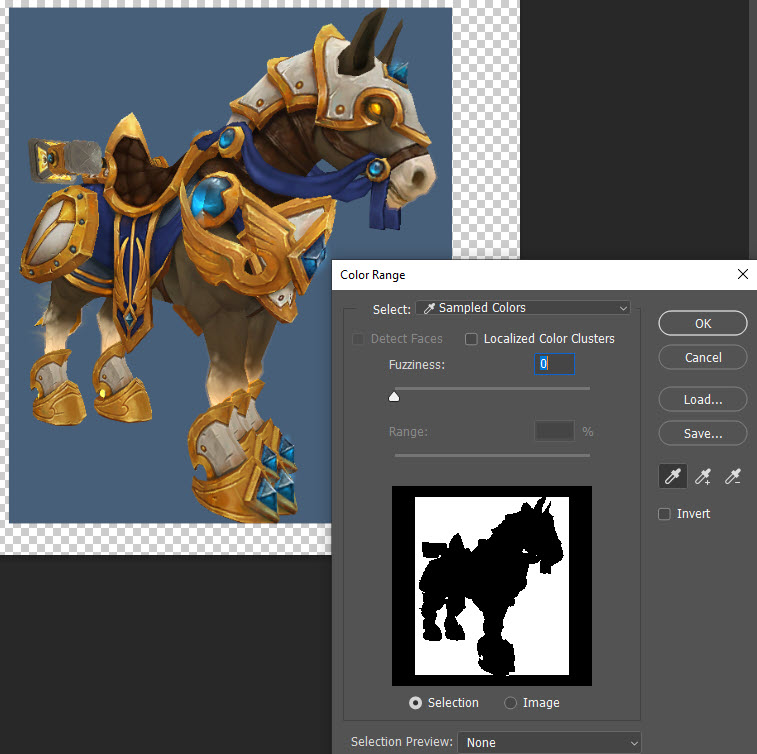 Color Range
Select: Sampled Colors
Detect Faces Localized Color Clusters
Fuzziness: 0
Range: %
Selection Image
Selection Preview: None
OK
Cancel
Load...
Save...
Invert